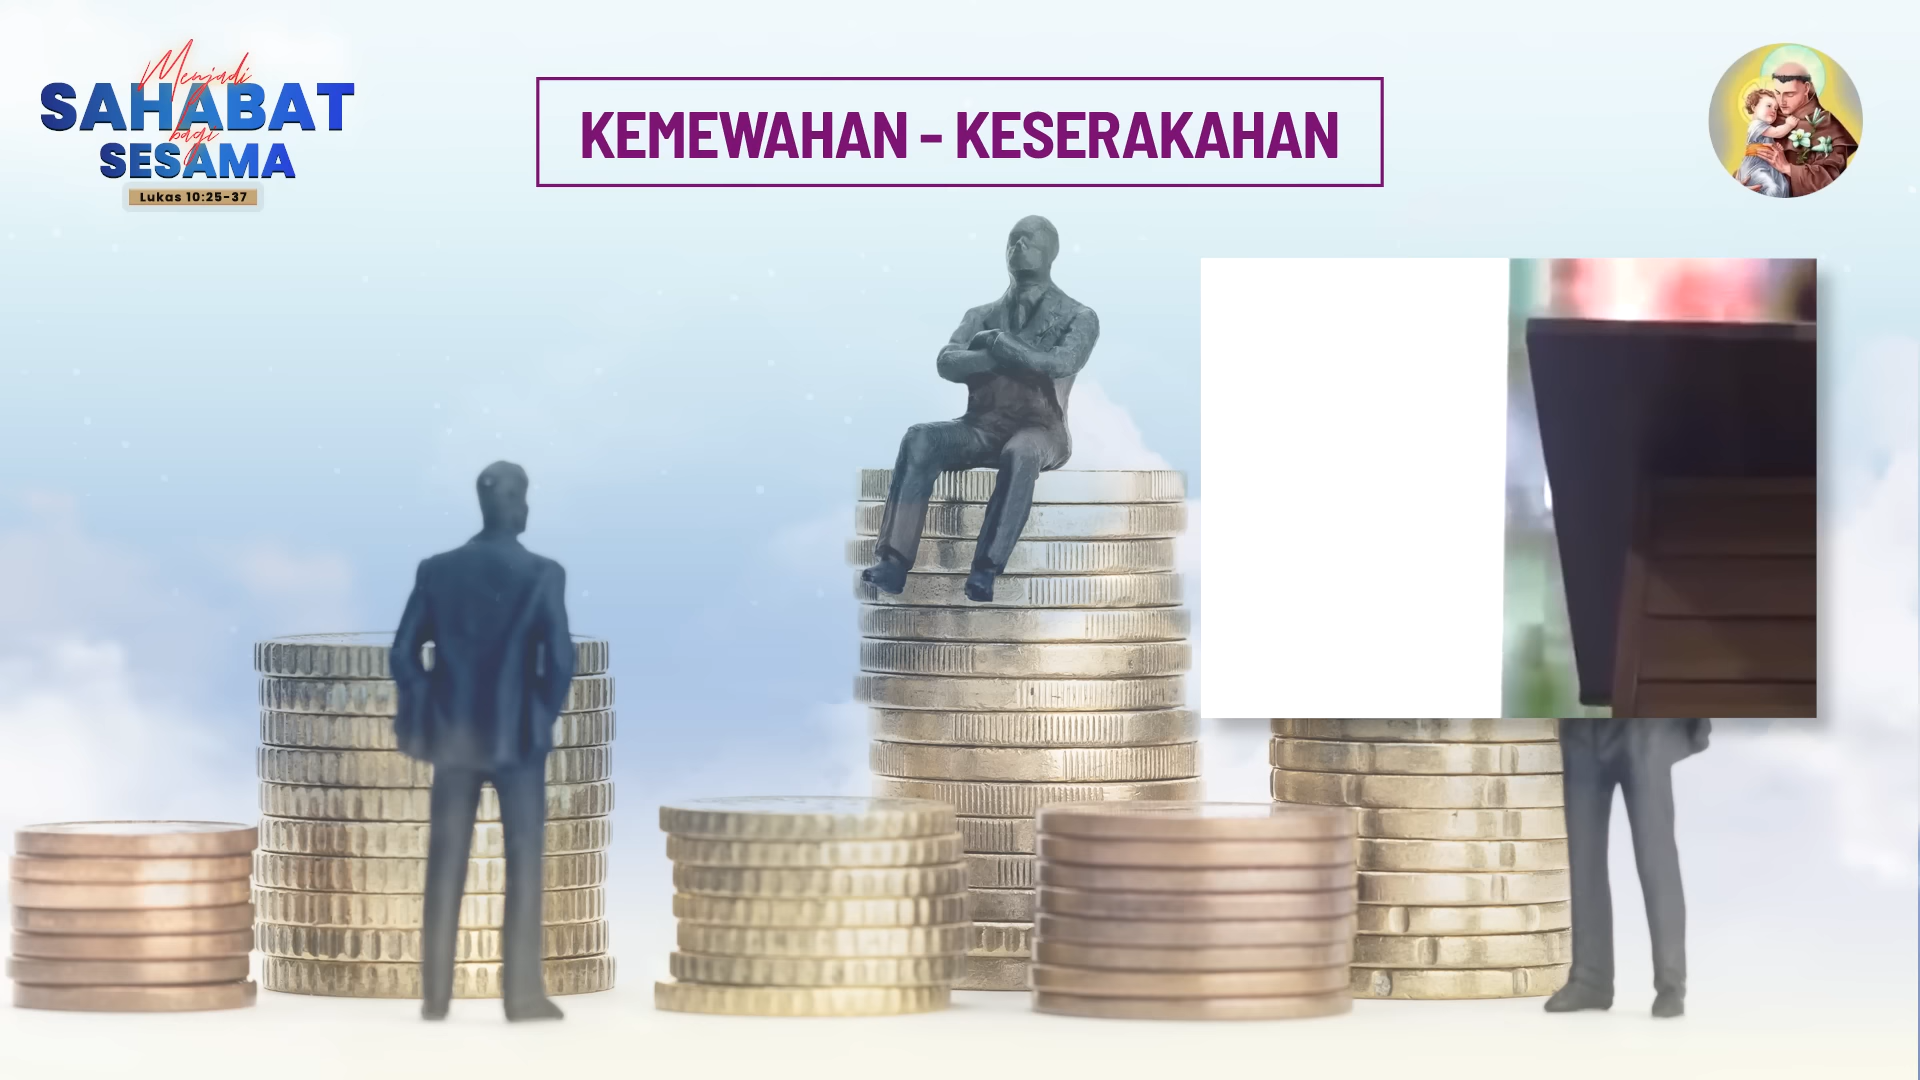 Menjadi
SAHABAT
bagi
SESAMA
Lukas 10:25-37
KEMEWAHAN - KESERAKAHAN